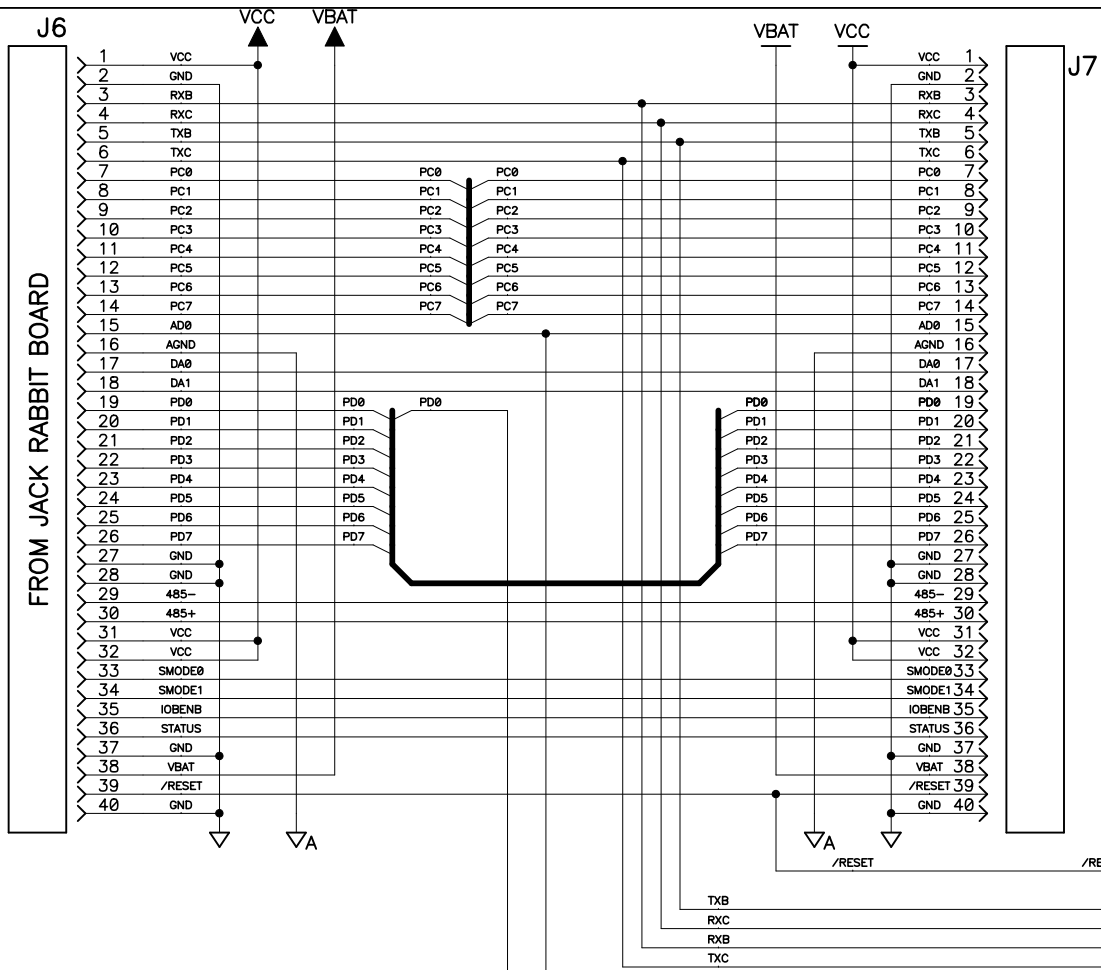 VCC VBAT VBAT VCC
J6 J7
FROM JACK RABBIT BOARD
1 VCC VCC 1
2 GND GND 2
3 RXB RXB 3
4 RXC RXC 4
5 TXB TXB 5
6 TXC TXC 6
7 PC0 PC0 PC0 PC0 7
8 PC1 PC1 PC1 PC1 8
9 PC2 PC2 PC2 PC2 9
10 PC3 PC3 PC3 PC3 10
11 PC4 PC4 PC4 PC4 11
12 PC5 PC5 PC5 PC5 12
13 PC6 PC6 PC6 PC6 13
14 PC7 PC7 PC7 PC7 14
15 AD0 AD0 15
16 AGND AGND 16
17 DA0 DA0 17
18 DA1 DA1 18
19 PD0 PD0 PD0 PD0 PD0 19
20 PD1 PD1 PD1 PD1 20
21 PD2 PD2 PD2 PD2 21
22 PD3 PD3 PD3 PD3 22
23 PD4 PD4 PD4 PD4 23
24 PD5 PD5 PD5 PD5 24
25 PD6 PD6 PD6 PD6 25
26 PD7 PD7 PD7 PD7 26
27 GND GND 27
28 GND GND 28
29 485- 485- 29
30 485+ 485+ 30
31 VCC VCC 31
32 VCC VCC 32
33 SMODE0 SMODE0 33
34 SMODE1 SMODE1 34
35 IOBENB IOBENB 35
36 STATUS STATUS 36
37 GND GND 37
38 VBAT VBAT 38
39 /RESET /RESET 39
40 GND GND 40
A A
/RESET /RE
TXB
RXC
RXB
TXC